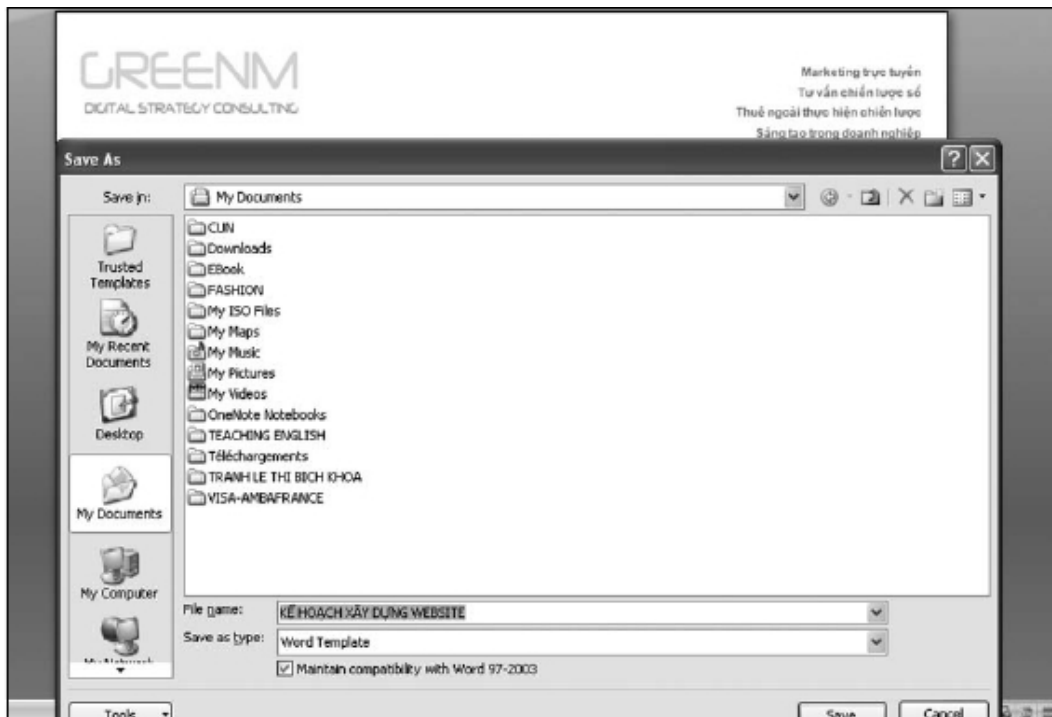 GREENM
DIGITAL STRATEGY CONSULTING
Marketing trực tuyến
Tư vấn chiến lược số
Thuê ngoài thực hiện chiến lược
Sáng tạo trong doanh nghiệp
Save As
Save in:
My Documents
Trusted Templates
My Recent Documents
Desktop
My Documents
My Computer
CUN
Downloads
EBook
FASHION
My ISO Files
My Maps
My Music
My Pictures
My Videos
OneNote Notebooks
TEACHING ENGLISH
Téléchargements
TRANH LE THI BICH KHOA
VISA-AMBAFRANCE
File name:
KẾ HOẠCH XÂY DỰNG WEBSITE
Save as type:
Word Template
Maintain compatibility with Word 97-2003
Tools
Save
Cancel